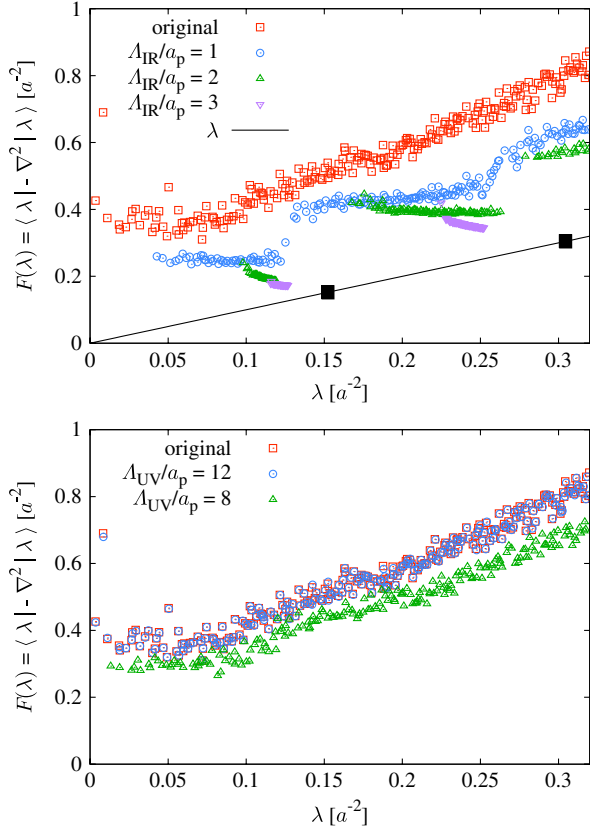 original
Λ_IR/a_p = 1
Λ_IR/a_p = 2
Λ_IR/a_p = 3
λ
F(λ) = ⟨ λ | - ∇² | λ ⟩ [a⁻²]
1
0.8
0.6
0.4
0.2
0
0 0.05 0.1 0.15 0.2 0.25 0.3
λ [a⁻²]
original
Λ_UV/a_p = 12
Λ_UV/a_p = 8
F(λ) = ⟨ λ | - ∇² | λ ⟩ [a⁻²]
1
0.8
0.6
0.4
0.2
0
0 0.05 0.1 0.15 0.2 0.25 0.3
λ [a⁻²]